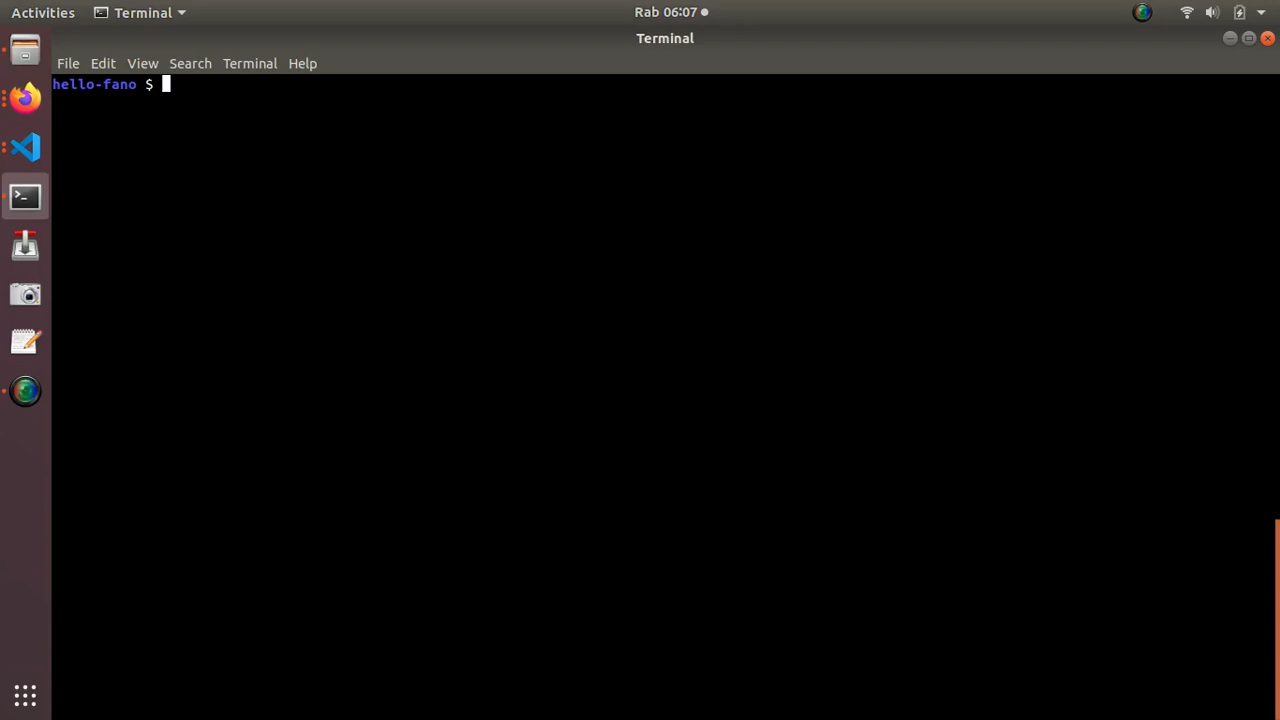 Activities Terminal Rab 06:07
Terminal
File Edit View Search Terminal Help
hello-fano $